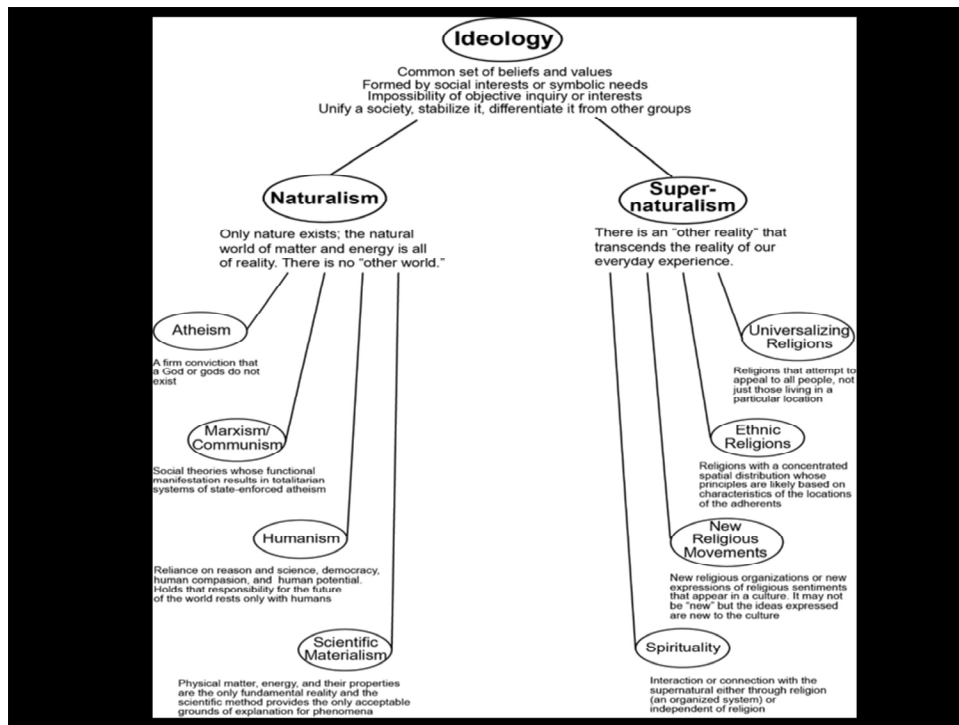 Ideology
Common set of beliefs and values
Formed by social interests or symbolic needs
Impossibility of objective inquiry or interests
Unify a society, stabilize it, differentiate it from other groups
Naturalism
Only nature exists; the natural
world of matter and energy is all
of reality. There is no “other world.”
Atheism
A firm conviction that
a God or gods do not
exist
Marxism/
Communism
Social theories whose functional
manifestation results in totalitarian
systems of state-enforced atheism
Humanism
Reliance on reason and science, democracy,
human compasion, and human potential.
Holds that responsibility for the future
of the world rests only with humans
Scientific
Materialism
Physical matter, energy, and their properties
are the only fundamental reality and the
scientific method provides the only acceptable
grounds of explanation for phenomena
Super-
naturalism
There is an “other reality” that
transcends the reality of our
everyday experience.
Universalizing
Religions
Religions that attempt to
appeal to all people, not
just those living in a
particular location
Ethnic
Religions
Religions with a concentrated
spatial distribution whose
principles are likely based on
characteristics of the locations
of the adherents
New
Religious
Movements
New religious organizations or new
expressions of religious sentiments
that appear in a culture. It may not
be “new” but the ideas expressed
are new to the culture
Spirituality
Interaction or connection with the
supernatural either through religion
(an organized system) or
independent of religion